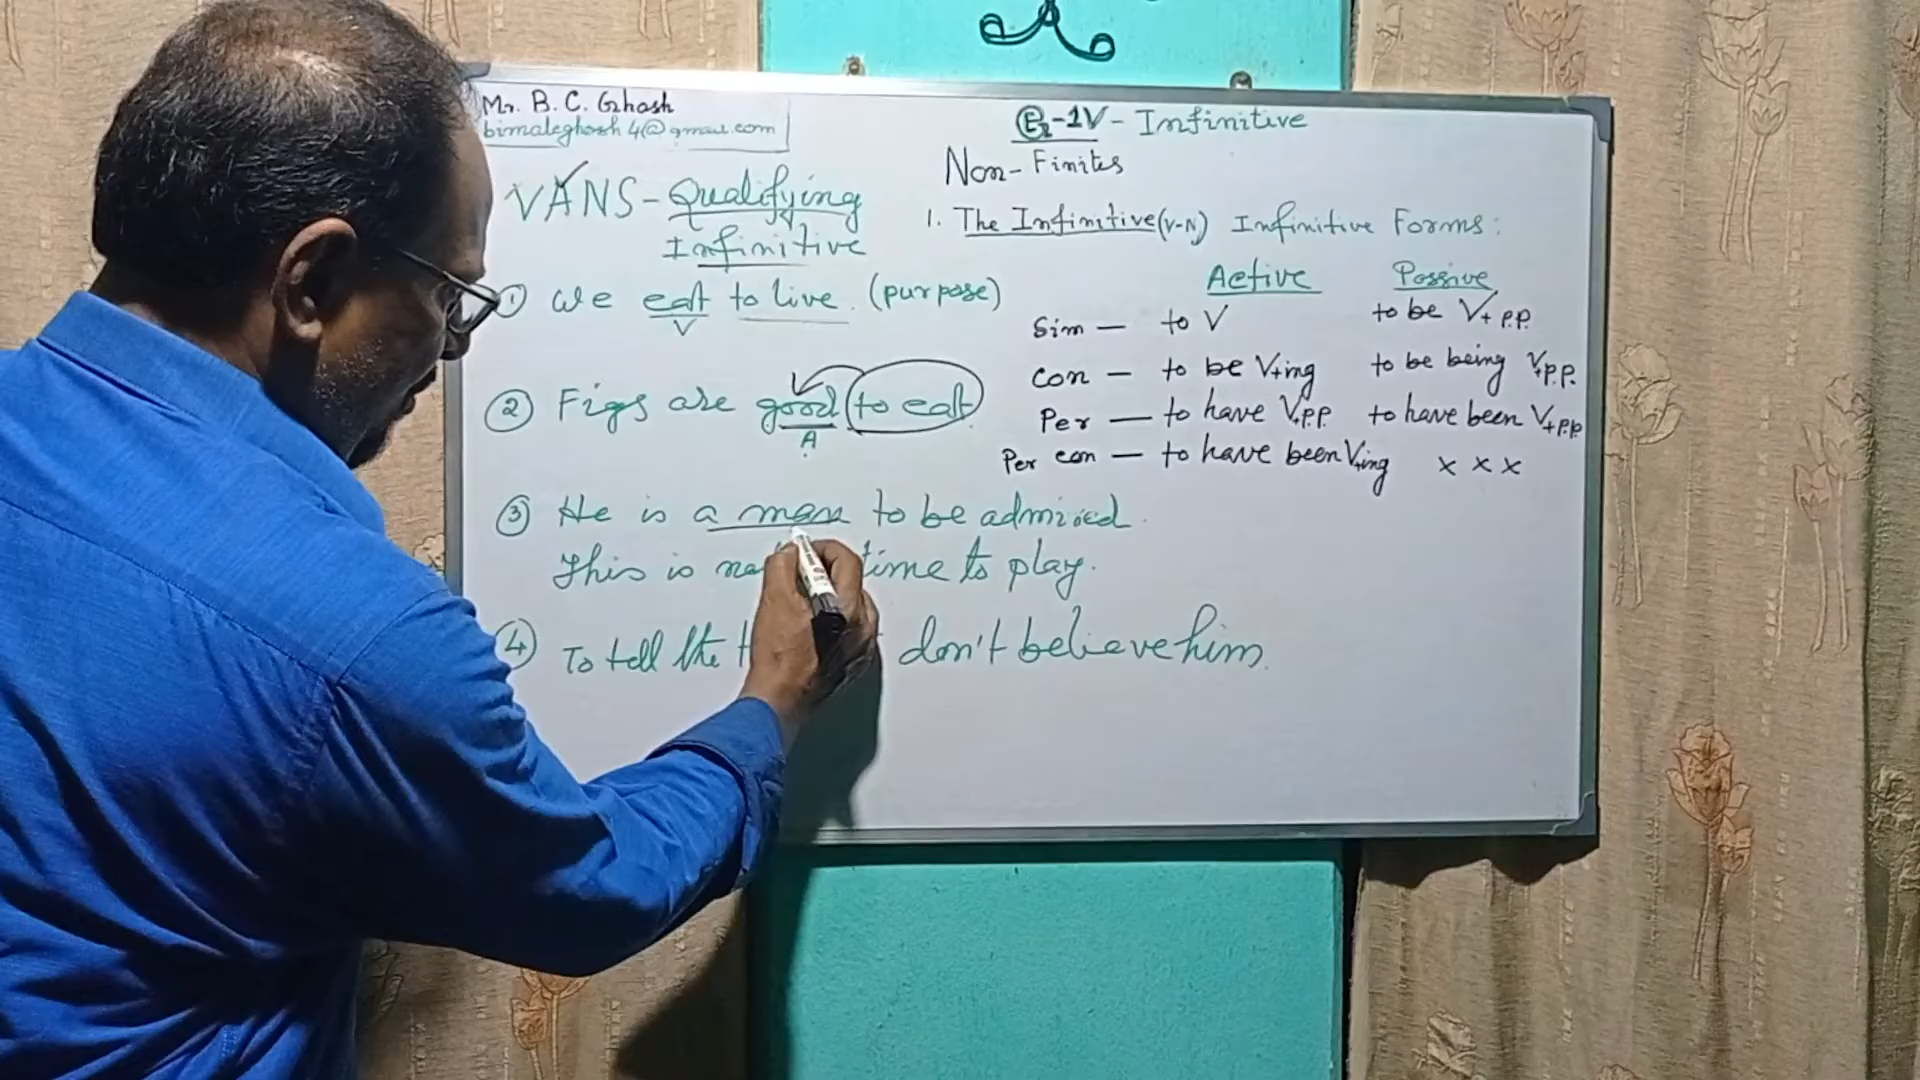 Mr. B. C. Ghosh
bimaleghosh4@gmail.com
VANS - Qualifying
Infinitive
① We eat to live. (purpose)
V
② Figs are good to eat
A
③ He is a man to be admired.
This is time to play.
④ To tell the don't believe him.
E2-1V - Infinitive
Non-Finites
1. The Infinitive (V-N) Infinitive Forms:
Active Passive
Sim — to V to be V+p.p.
Con — to be V+ing to be being V+p.p.
Per — to have V+p.p. to have been V+p.p.
Per con — to have been V+ing x x x